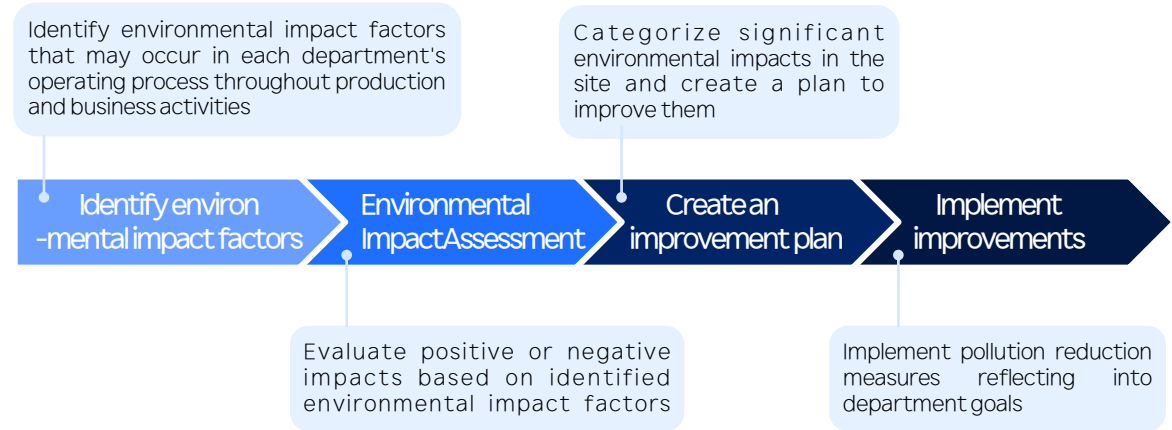 Identify environmental impact factors
that may occur in each department's
operating process throughout production
and business activities
Categorize significant
environmental impacts in the
site and create a plan to
improve them
Identify environ
-mental impact factors
Environmental
Impact Assessment
Create an
improvement plan
Implement
improvements
Evaluate positive or negative
impacts based on identified
environmental impact factors
Implement pollution reduction
measures reflecting into
department goals